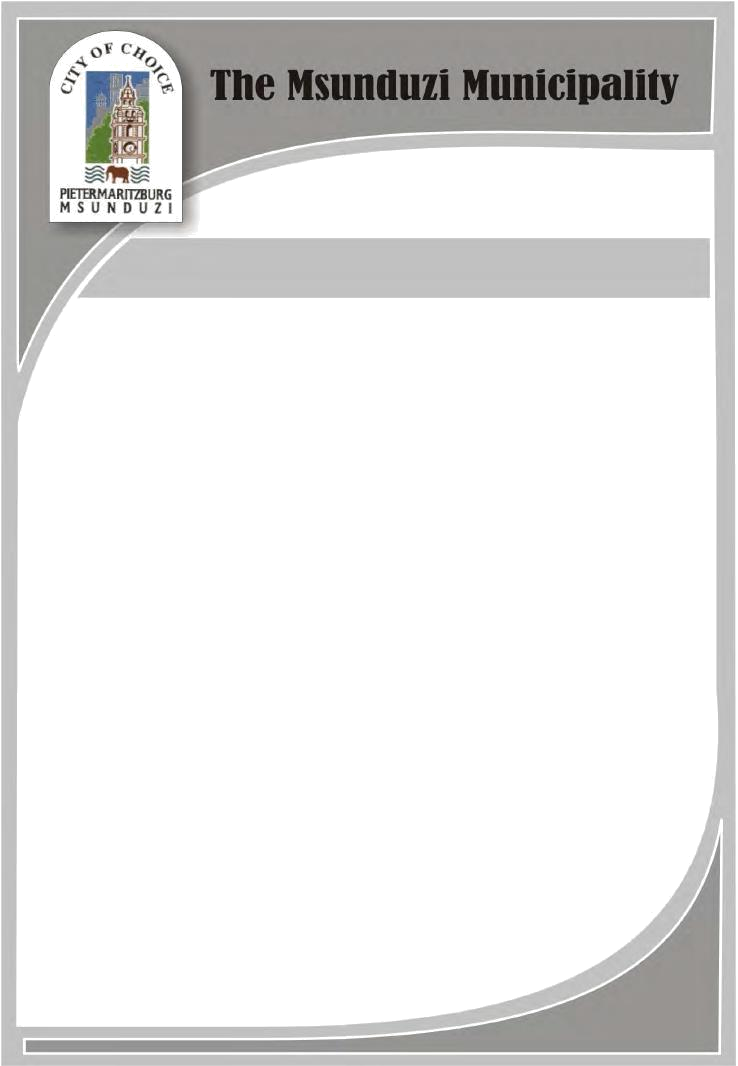 CITY OF CHOICE
The Msunduzi Municipality
PIETERMARITZBURG
MSUNDUZI